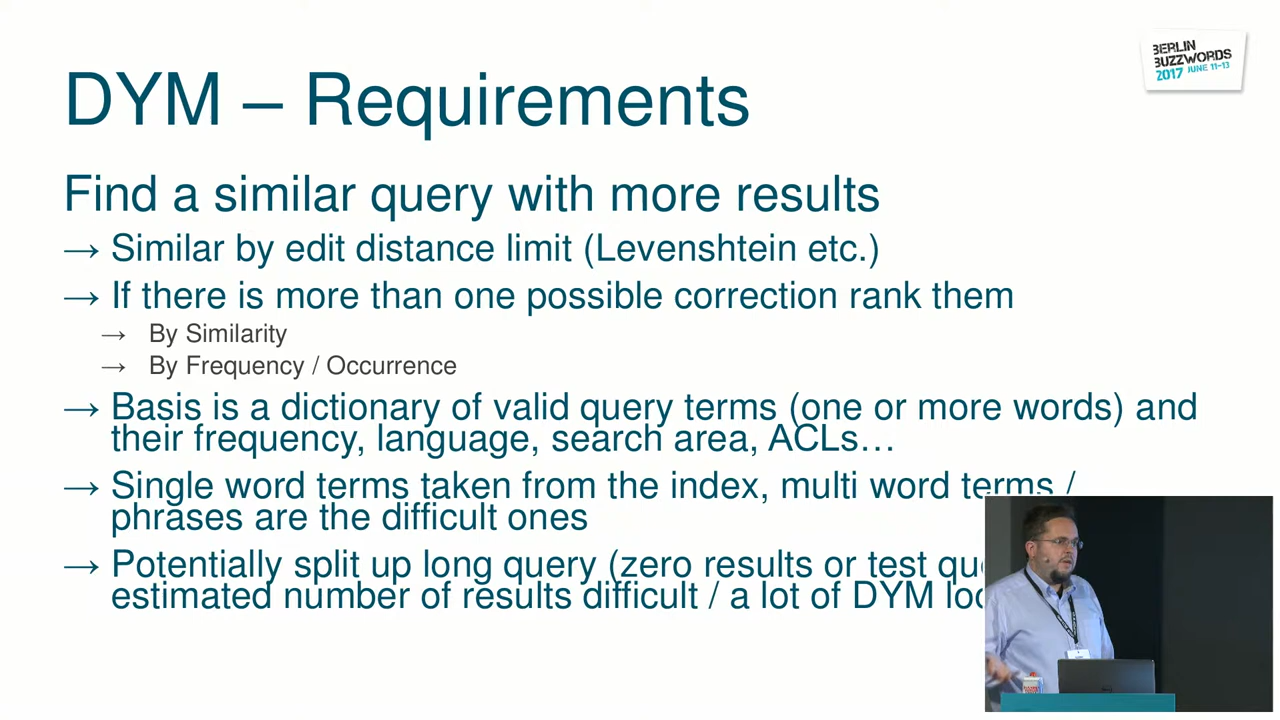 BERLIN
BUZZWORDS
2017 JUNE 11-13
DYM – Requirements
Find a similar query with more results
→ Similar by edit distance limit (Levenshtein etc.)
→ If there is more than one possible correction rank them
→ By Similarity
→ By Frequency / Occurrence
→ Basis is a dictionary of valid query terms (one or more words) and
their frequency, language, search area, ACLs…
→ Single word terms taken from the index, multi word terms /
phrases are the difficult ones
→ Potentially split up long query (zero results or test
estimated number of results difficult / a lot of DYM